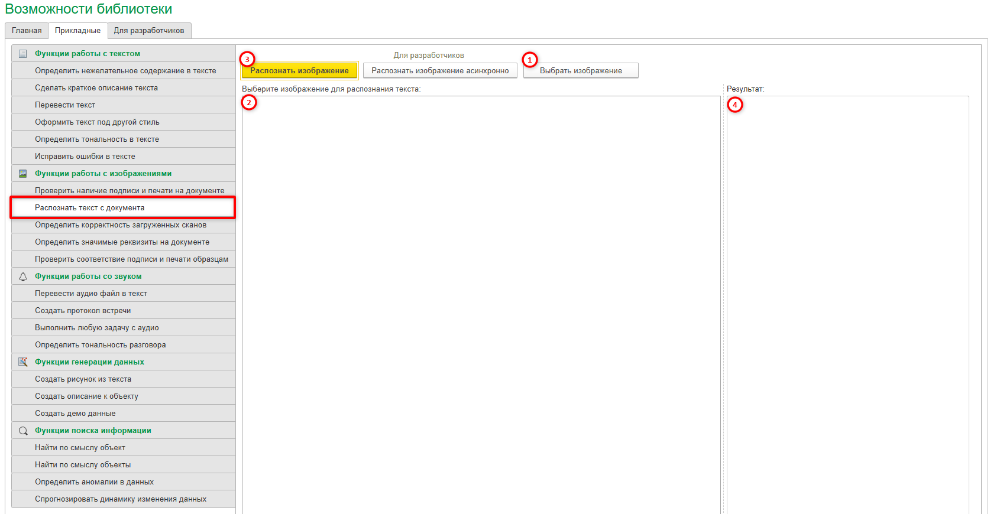 Возможности библиотеки
Главная
Прикладные
Для разработчиков
Функции работы с текстом
Определить нежелательное содержание в тексте
Сделать краткое описание текста
Перевести текст
Оформить текст под другой стиль
Определить тональность в тексте
Исправить ошибки в тексте
Функции работы с изображениями
Проверить наличие подписи и печати на документе
Распознать текст с документа
Определить корректность загруженных сканов
Определить значимые реквизиты на документе
Проверить соответствие подписи и печати образцам
Функции работы со звуком
Перевести аудио файл в текст
Создать протокол встречи
Выполнить любую задачу с аудио
Определить тональность разговора
Функции генерации данных
Создать рисунок из текста
Создать описание к объекту
Создать демо данные
Функции поиска информации
Найти по смыслу объект
Найти по смыслу объекты
Определить аномалии в данных
Спрогнозировать динамику изменения данных
Для разработчиков
3
1
Распознать изображение
Распознать изображение асинхронно
Выбрать изображение
Выберите изображение для распознания текста:
Результат:
2
4